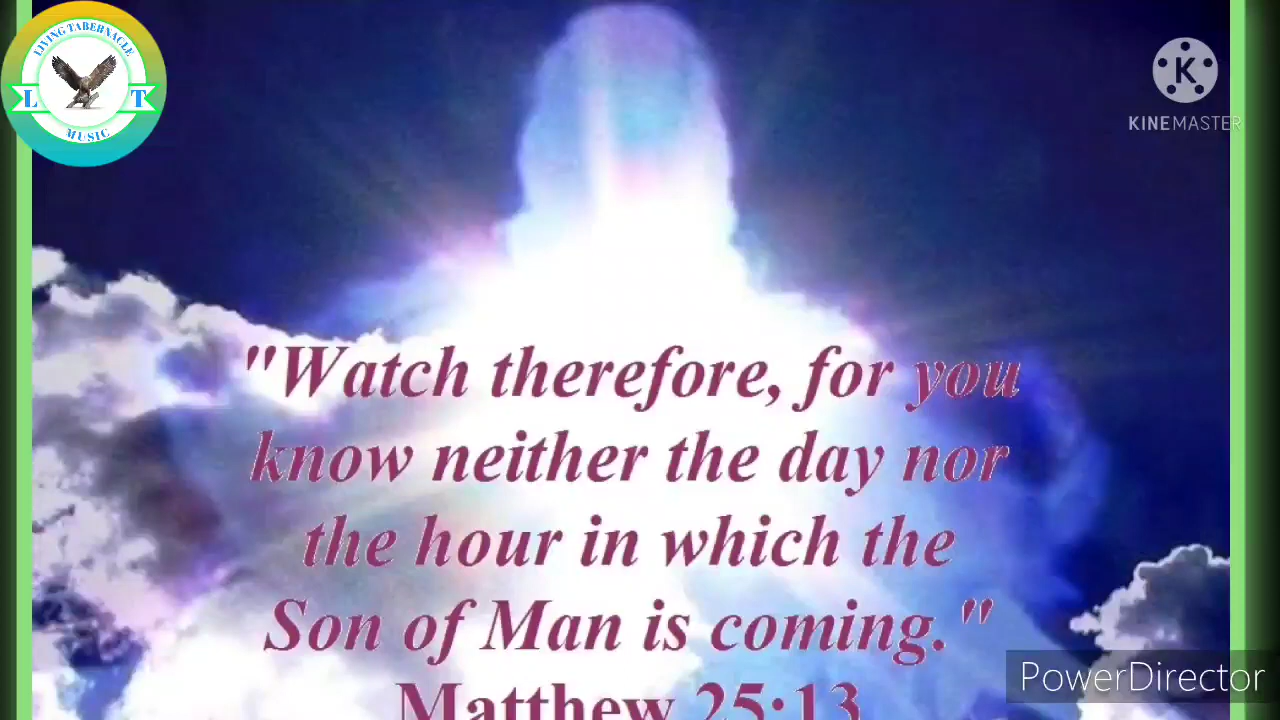 LIVING TABERNACLE
L T
MUSIC
K
KINEMASTER
"Watch therefore, for you
know neither the day nor
the hour in which the
Son of Man is coming."
Matthew 25:13
PowerDirector